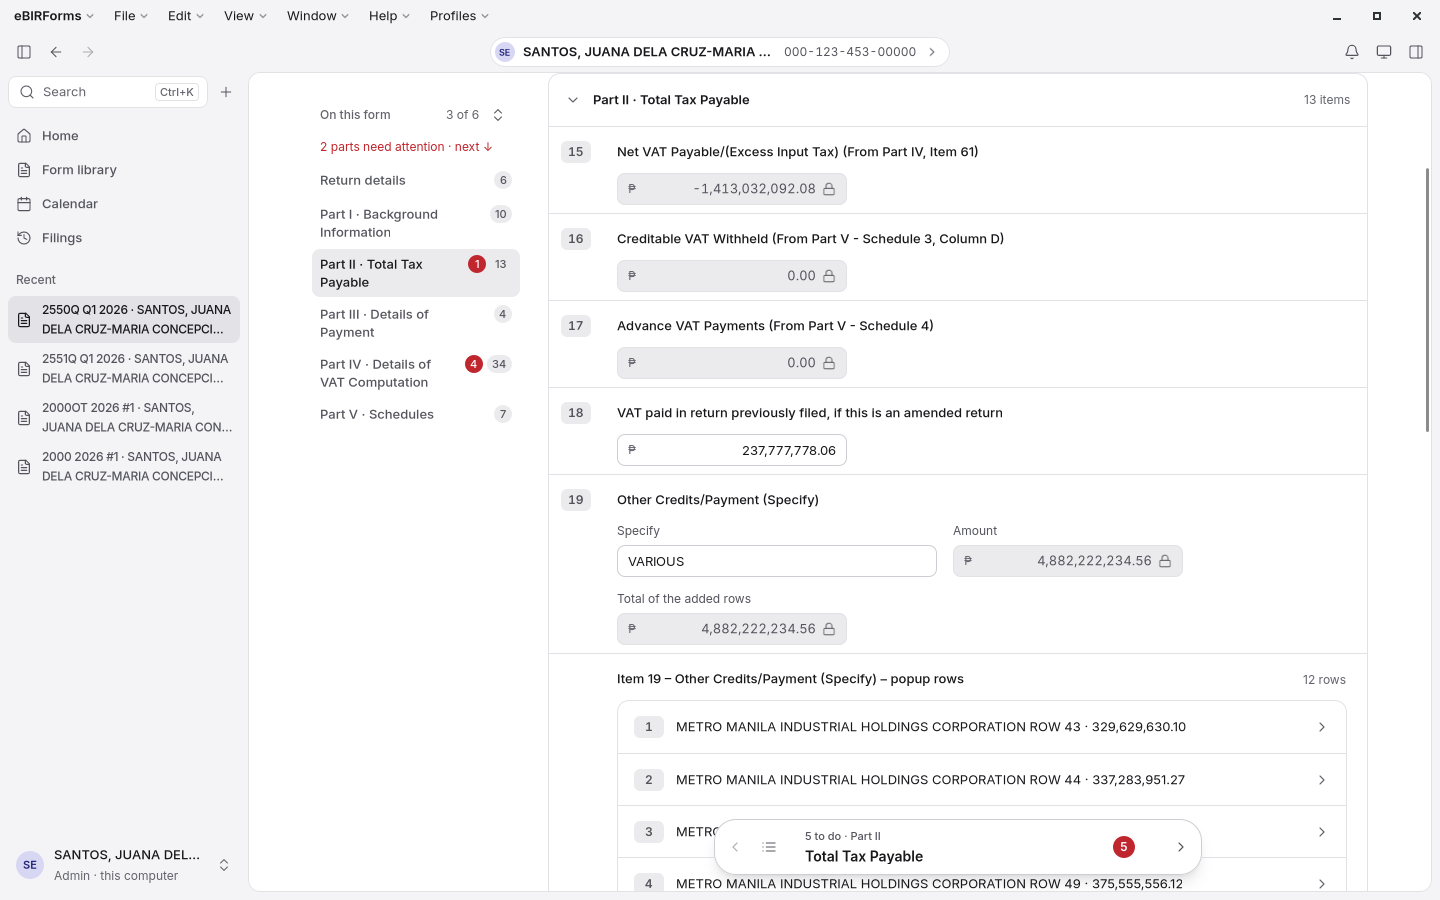 eBIRForms File Edit View Window Help Profiles
SE SANTOS, JUANA DELA CRUZ-MARIA ... 000-123-453-00000
Search Ctrl+K
Home
Form library
Calendar
Filings
Recent
2550Q Q1 2026 · SANTOS, JUANA
DELA CRUZ-MARIA CONCEPCI...
2551Q Q1 2026 · SANTOS, JUANA
DELA CRUZ-MARIA CONCEPCI...
2000OT 2026 #1 · SANTOS,
JUANA DELA CRUZ-MARIA CON...
2000 2026 #1 · SANTOS, JUANA
DELA CRUZ-MARIA CONCEPCI...
SE SANTOS, JUANA DEL...
Admin · this computer
On this form 3 of 6
2 parts need attention · next ↓
Return details 6
Part I · Background 10
Information
Part II · Total Tax 1 13
Payable
Part III · Details of 4
Payment
Part IV · Details of 4 34
VAT Computation
Part V · Schedules 7
Part II · Total Tax Payable 13 items
15 Net VAT Payable/(Excess Input Tax) (From Part IV, Item 61)
₱ -1,413,032,092.08
16 Creditable VAT Withheld (From Part V - Schedule 3, Column D)
₱ 0.00
17 Advance VAT Payments (From Part V - Schedule 4)
₱ 0.00
18 VAT paid in return previously filed, if this is an amended return
₱ 237,777,778.06
19 Other Credits/Payment (Specify)
Specify Amount
VARIOUS ₱ 4,882,222,234.56
Total of the added rows
₱ 4,882,222,234.56
Item 19 – Other Credits/Payment (Specify) – popup rows 12 rows
1 METRO MANILA INDUSTRIAL HOLDINGS CORPORATION ROW 43 · 329,629,630.10
2 METRO MANILA INDUSTRIAL HOLDINGS CORPORATION ROW 44 · 337,283,951.27
3
4 METRO MANILA INDUSTRIAL HOLDINGS CORPORATION ROW 49 · 375,555,556.12
5 to do · Part II
Total Tax Payable 5